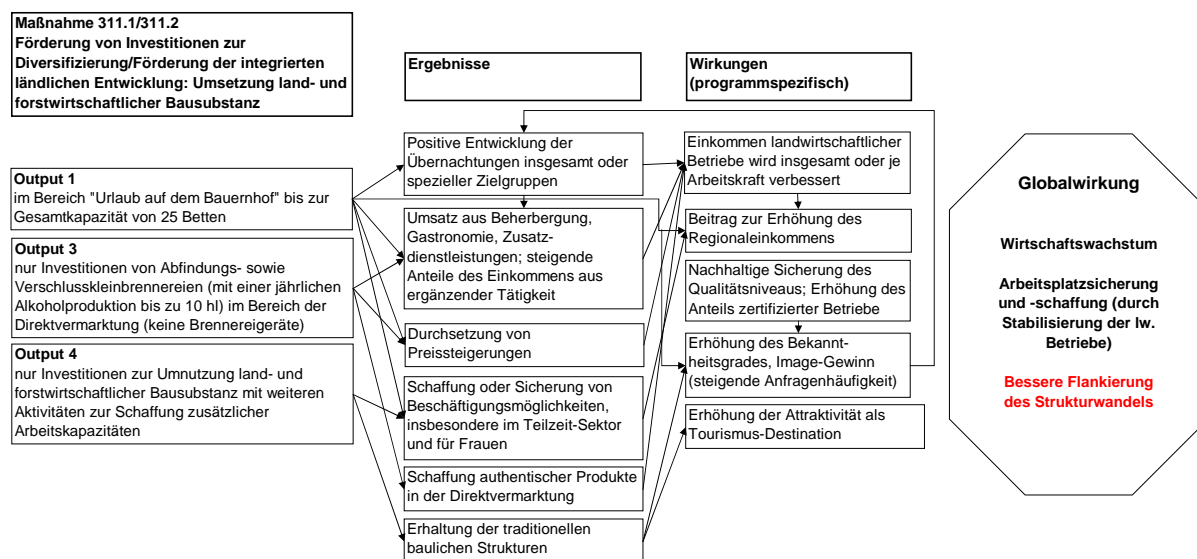 Maßnahme 311.1/311.2
Förderung von Investitionen zur
Diversifizierung/Förderung der integrierten
ländlichen Entwicklung: Umsetzung land- und
forstwirtschaftlicher Bausubstanz
Output 1
im Bereich "Urlaub auf dem Bauernhof" bis zur
Gesamtkapazität von 25 Betten
Output 3
nur Investitionen von Abfindungs- sowie
Verschlusskleinbrennereien (mit einer jährlichen
Alkoholproduktion bis zu 10 hl) im Bereich der
Direktvermarktung (keine Brennereigeräte)
Output 4
nur Investitionen zur Umnutzung land- und
forstwirtschaftlicher Bausubstanz mit weiteren
Aktivitäten zur Schaffung zusätzlicher
Arbeitskapazitäten
Ergebnisse
Positive Entwicklung der
Übernachtungen insgesamt oder
spezieller Zielgruppen
Umsatz aus Beherbergung,
Gastronomie, Zusatz-
dienstleistungen; steigende
Anteile des Einkommens aus
ergänzender Tätigkeit
Durchsetzung von
Preissteigerungen
Schaffung oder Sicherung von
Beschäftigungsmöglichkeiten,
insbesondere im Teilzeit-Sektor
und für Frauen
Schaffung authentischer Produkte
in der Direktvermarktung
Erhaltung der traditionellen
baulichen Strukturen
Wirkungen
(programmspezifisch)
Einkommen landwirtschaftlicher
Betriebe wird insgesamt oder je
Arbeitskraft verbessert
Beitrag zur Erhöhung des
Regionaleinkommens
Nachhaltige Sicherung des
Qualitätsniveaus; Erhöhung des
Anteils zertifizierter Betriebe
Erhöhung des Bekannt-
heitsgrades, Image-Gewinn
(steigende Anfragenhäufigkeit)
Erhöhung der Attraktivität als
Tourismus-Destination
Globalwirkung
Wirtschaftswachstum
Arbeitsplatzsicherung
und -schaffung (durch
Stabilisierung der lw.
Betriebe)
Bessere Flankierung
des Strukturwandels